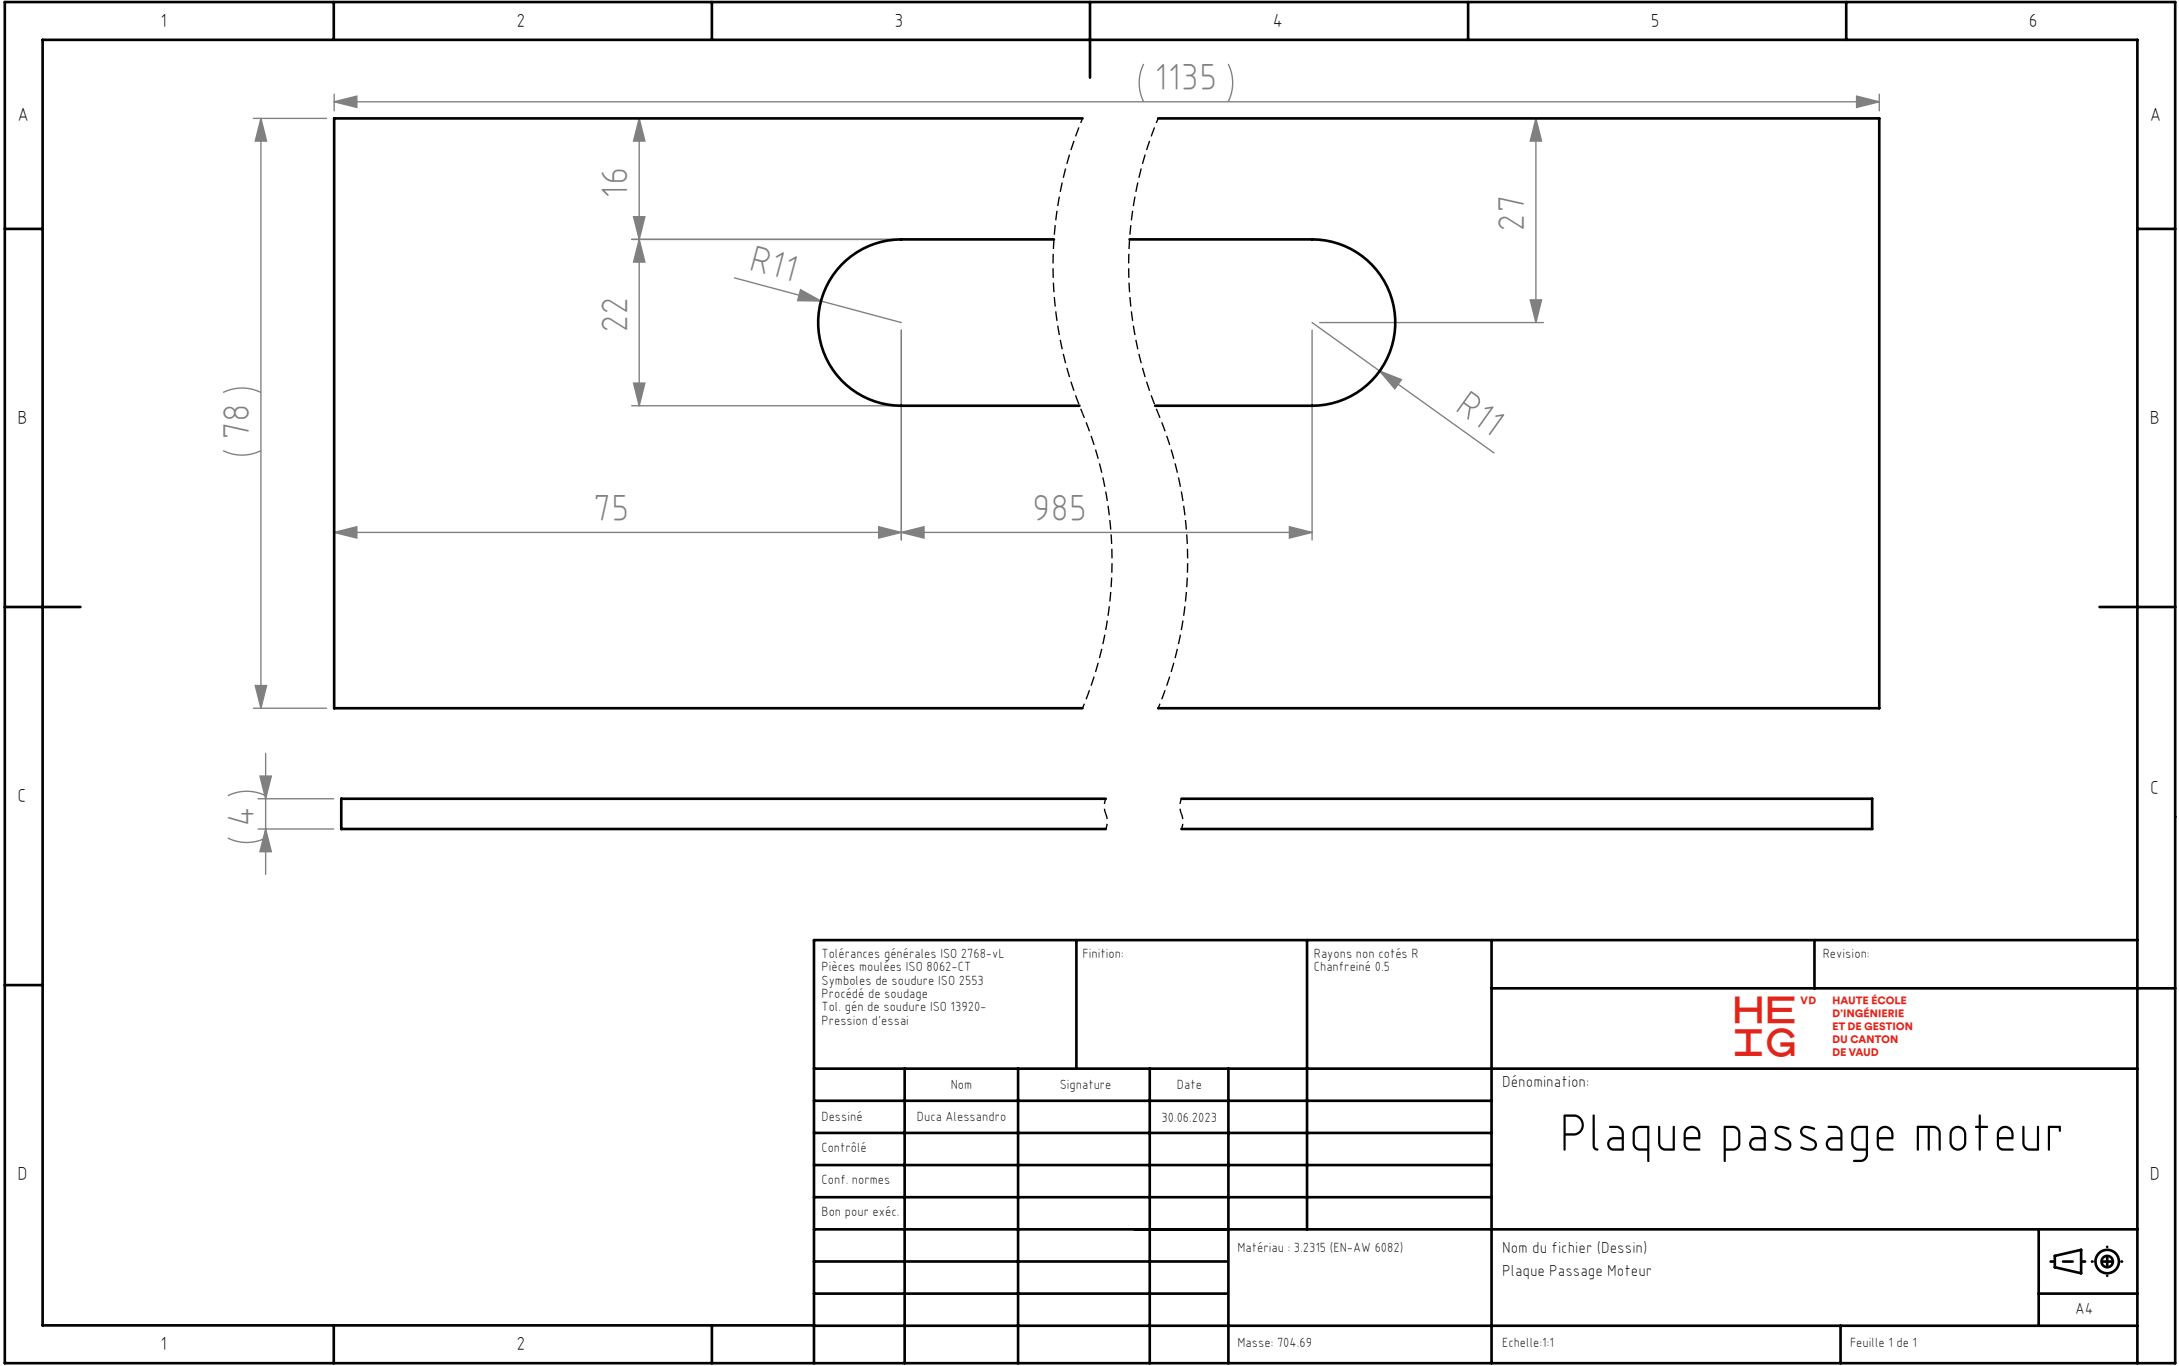 1 2 3 4 5 6
A A
( 1135 )
16
27
R11
22
R11
B B
( 78 )
75
985
C C
( 4 )
Tolérances générales ISO 2768-vL
Pièces moulées ISO 8062-CT
Symboles de soudure ISO 2553
Procédé de soudage
Tol. gén de soudure ISO 13920-
Pression d'essai
Finition:
Rayons non cotés R
Chanfreiné 0.5
Revision:
HE VD
IG
HAUTE ÉCOLE
D'INGÉNIERIE
ET DE GESTION
DU CANTON
DE VAUD
Nom Signature Date
Dessiné Duca Alessandro 30.06.2023
Contrôlé
Conf. normes
Bon pour exéc.
Dénomination:
Plaque passage moteur
D D
Matériau : 3.2315 (EN-AW 6082)
Nom du fichier (Dessin)
Plaque Passage Moteur
A4
Masse: 704.69
Echelle:1:1
Feuille 1 de 1
1 2